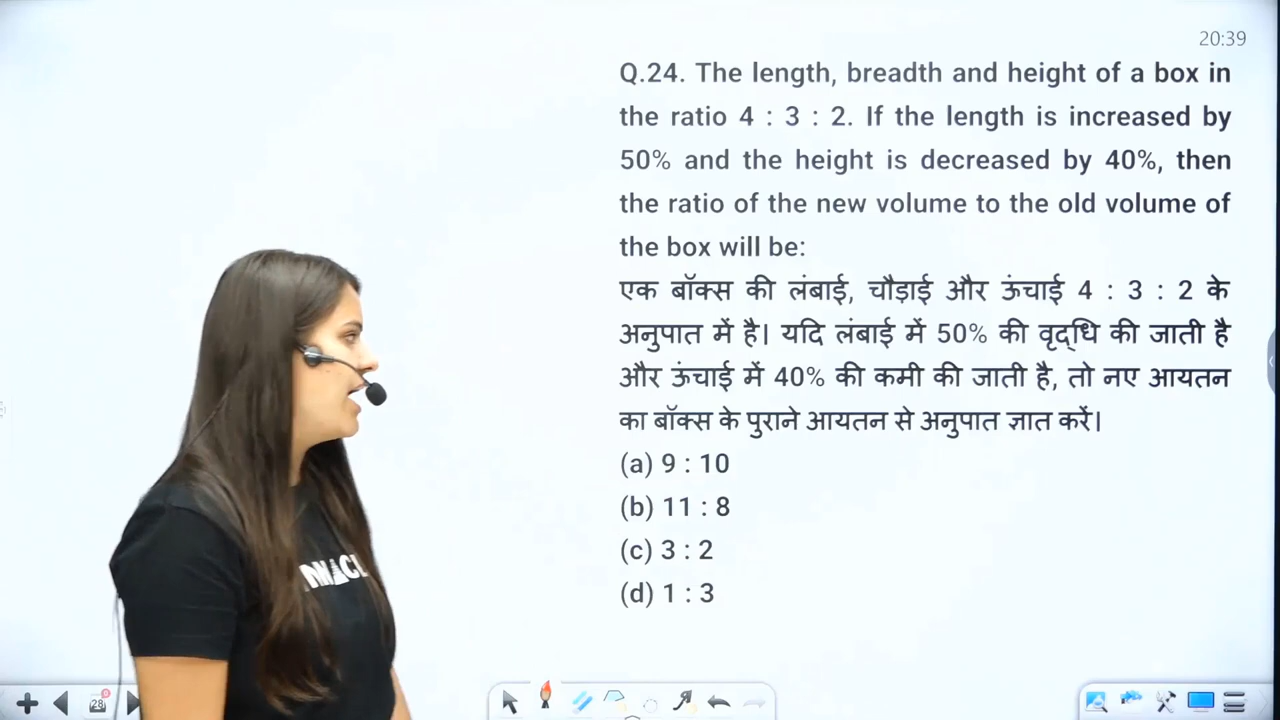 20:39
Q.24. The length, breadth and height of a box in
the ratio 4 : 3 : 2. If the length is increased by
50% and the height is decreased by 40%, then
the ratio of the new volume to the old volume of
the box will be:
एक बॉक्स की लंबाई, चौड़ाई और ऊंचाई 4 : 3 : 2 के
अनुपात में है। यदि लंबाई में 50% की वृद्धि की जाती है
और ऊंचाई में 40% की कमी की जाती है, तो नए आयतन
का बॉक्स के पुराने आयतन से अनुपात ज्ञात करें।
(a) 9 : 10
(b) 11 : 8
(c) 3 : 2
(d) 1 : 3
28